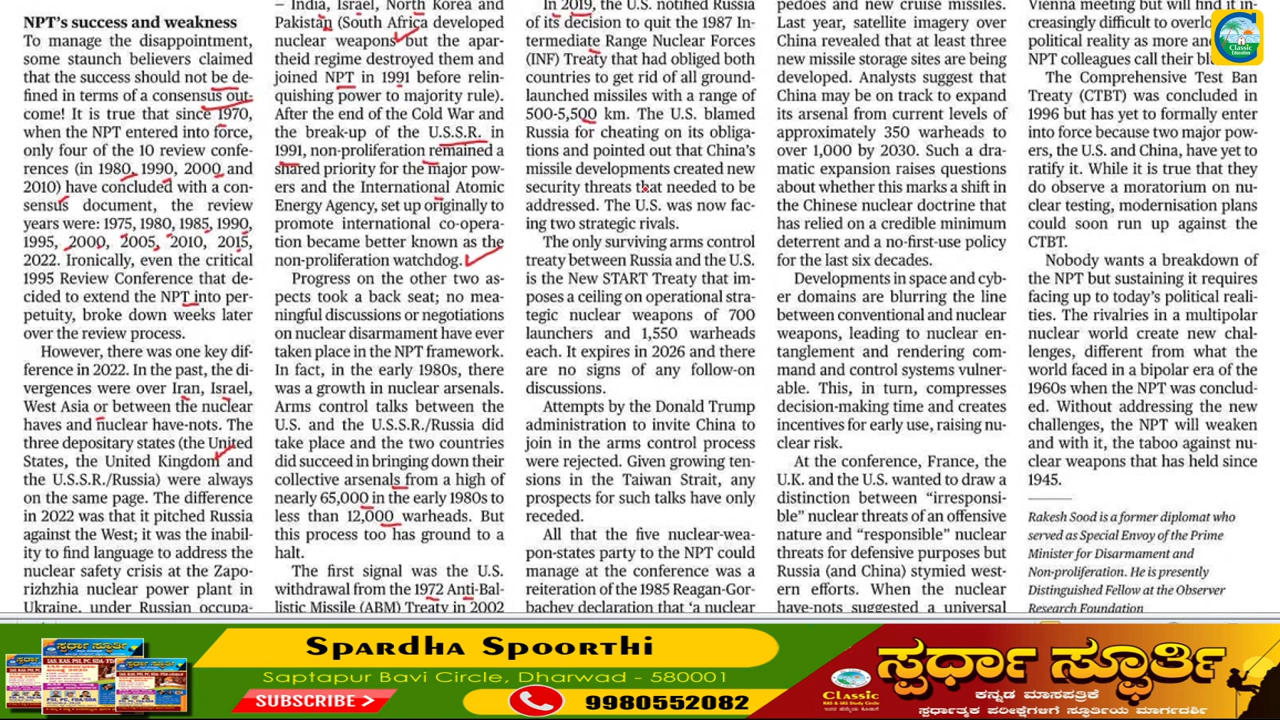 NPT's success and weakness
To manage the disappointment,
some staunch believers claimed
that the success should not be de-
fined in terms of a consensus out-
come! It is true that since 1970,
when the NPT entered into force,
only four of the 10 review confe-
rences (in 1980, 1990, 2000 and
2010) have concluded with a con-
sensus document, the review
years were: 1975, 1980, 1985, 1990,
1995, 2000, 2005, 2010, 2015,
2022. Ironically, even the critical
1995 Review Conference that de-
cided to extend the NPT into per-
petuity, broke down weeks later
over the review process.
However, there was one key dif-
ference in 2022. In the past, the di-
vergences were over Iran, Israel,
West Asia or between the nuclear
haves and nuclear have-nots. The
three depositary states (the United
States, the United Kingdom and
the U.S.S.R./Russia) were always
on the same page. The difference
in 2022 was that it pitched Russia
against the West; it was the inabil-
ity to find language to address the
nuclear safety crisis at the Zapo-
rizhzhia nuclear power plant in
Ukraine, under Russian occupa-
— India, Israel, North Korea and
Pakistan (South Africa developed
nuclear weapons but the apar-
theid regime destroyed them and
joined NPT in 1991 before relin-
quishing power to majority rule).
After the end of the Cold War and
the break-up of the U.S.S.R. in
1991, non-proliferation remained a
shared priority for the major pow-
ers and the International Atomic
Energy Agency, set up originally to
promote international co-opera-
tion became better known as the
non-proliferation watchdog.
Progress on the other two as-
pects took a back seat; no mea-
ningful discussions or negotiations
on nuclear disarmament have ever
taken place in the NPT framework.
In fact, in the early 1980s, there
was a growth in nuclear arsenals.
Arms control talks between the
U.S. and the U.S.S.R./Russia did
take place and the two countries
did succeed in bringing down their
collective arsenals from a high of
nearly 65,000 in the early 1980s to
less than 12,000 warheads. But
this process too has ground to a
halt.
The first signal was the U.S.
withdrawal from the 1972 Anti-Bal-
listic Missile (ABM) Treaty in 2002
In 2019, the U.S. notified Russia
of its decision to quit the 1987 In-
termediate Range Nuclear Forces
(INF) Treaty that had obliged both
countries to get rid of all ground-
launched missiles with a range of
500-5,500 km. The U.S. blamed
Russia for cheating on its obliga-
tions and pointed out that China's
missile developments created new
security threats that needed to be
addressed. The U.S. was now fac-
ing two strategic rivals.
The only surviving arms control
treaty between Russia and the U.S.
is the New START Treaty that im-
poses a ceiling on operational stra-
tegic nuclear weapons of 700
launchers and 1,550 warheads
each. It expires in 2026 and there
are no signs of any follow-on
discussions.
Attempts by the Donald Trump
administration to invite China to
join in the arms control process
were rejected. Given growing ten-
sions in the Taiwan Strait, any
prospects for such talks have only
receded.
All that the five nuclear-wea-
pon-states party to the NPT could
manage at the conference was a
reiteration of the 1985 Reagan-Gor-
bachev declaration that 'a nuclear
pedoes and new cruise missiles.
Last year, satellite imagery over
China revealed that at least three
new missile storage sites are being
developed. Analysts suggest that
China may be on track to expand
its arsenal from current levels of
approximately 350 warheads to
over 1,000 by 2030. Such a dra-
matic expansion raises questions
about whether this marks a shift in
the Chinese nuclear doctrine that
has relied on a credible minimum
deterrent and a no-first-use policy
for the last six decades.
Developments in space and cyb-
er domains are blurring the line
between conventional and nuclear
weapons, leading to nuclear en-
tanglement and rendering com-
mand and control systems vulner-
able. This, in turn, compresses
decision-making time and creates
incentives for early use, raising nu-
clear risk.
At the conference, France, the
U.K. and the U.S. wanted to draw a
distinction between "irresponsi-
ble" nuclear threats of an offensive
nature and "responsible" nuclear
threats for defensive purposes but
Russia (and China) stymied west-
ern efforts. When the nuclear
have-nots suggested a universal
Vienna meeting but will find it in-
creasingly difficult to
political reality as more and
NPT colleagues call their
The Comprehensive Test Ban
Treaty (CTBT) was concluded in
1996 but has yet to formally enter
into force because two major pow-
ers, the U.S. and China, have yet to
ratify it. While it is true that they
do observe a moratorium on nu-
clear testing, modernisation plans
could soon run up against the
CTBT.
Nobody wants a breakdown of
the NPT but sustaining it requires
facing up to today's political reali-
ties. The rivalries in a multipolar
nuclear world create new chal-
lenges, different from what the
world faced in a bipolar era of the
1960s when the NPT was conclud-
ed. Without addressing the new
challenges, the NPT will weaken
and with it, the taboo against nu-
clear weapons that has held since
1945.
Rakesh Sood is a former diplomat who
served as Special Envoy of the Prime
Minister for Disarmament and
Non-proliferation. He is presently
Distinguished Fellow at the Observer
Research Foundation
Classic
Education
Spardha Spoorthi
Saptapur Bavi Circle, Dharwad - 580001
SUBSCRIBE
9980552082
Classic
ಸ್ಪರ್ಧಾ ಸ್ಫೂರ್ತಿ
ಕನ್ನಡ ಮಾಸಪತ್ರಿಕೆ
ಸ್ಪರ್ಧಾತ್ಮಕ ಪರೀಕ್ಷೆಗಳಿಗೆ ಸ್ಫೂರ್ತಿಯ ಮಾರ್ಗದರ್ಶಿ